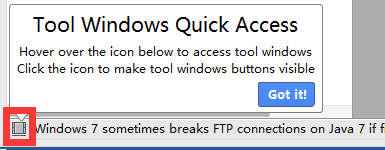 Tool Windows Quick Access
Hover over the icon below to access tool windows
Click the icon to make tool windows buttons visible
Got it!
Windows 7 sometimes breaks FTP connections on Java 7 if